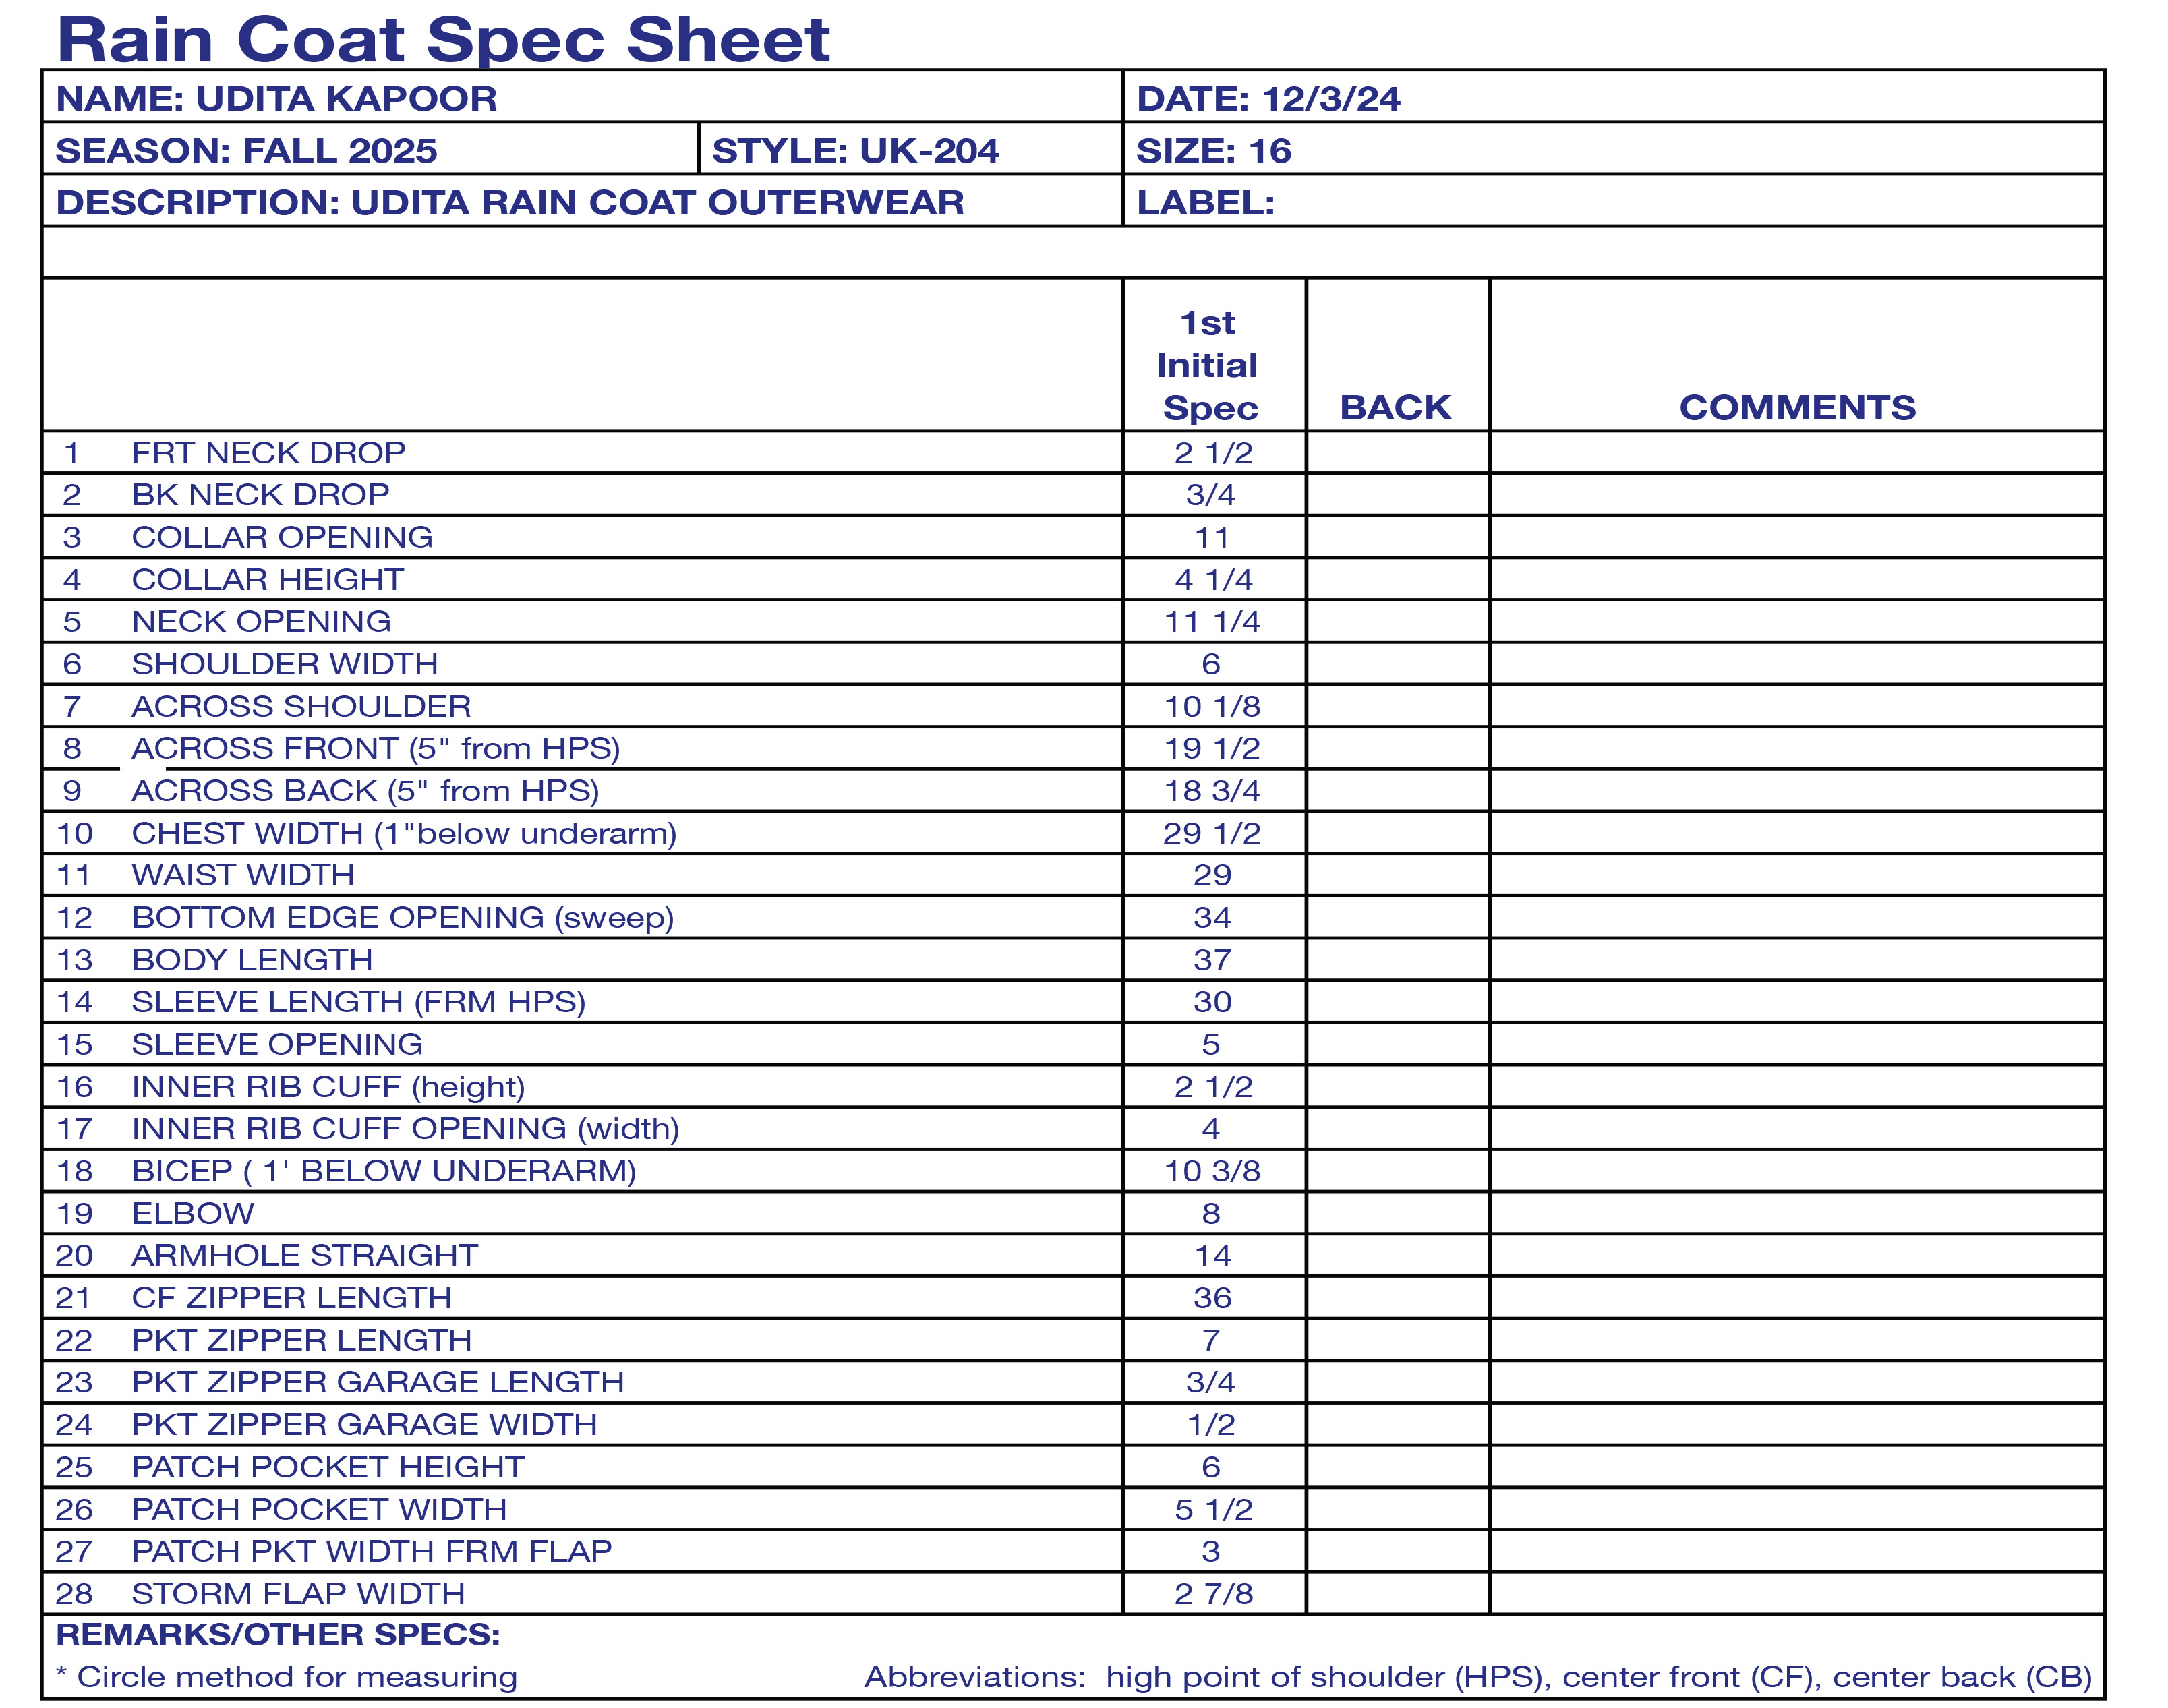 Rain Coat Spec Sheet
NAME: UDITA KAPOOR DATE: 12/3/24
SEASON: FALL 2025 STYLE: UK-204 SIZE: 16
DESCRIPTION: UDITA RAIN COAT OUTERWEAR LABEL:
1st
Initial
Spec BACK COMMENTS
1 FRT NECK DROP 2 1/2
2 BK NECK DROP 3/4
3 COLLAR OPENING 11
4 COLLAR HEIGHT 4 1/4
5 NECK OPENING 11 1/4
6 SHOULDER WIDTH 6
7 ACROSS SHOULDER 10 1/8
8 ACROSS FRONT (5" from HPS) 19 1/2
9 ACROSS BACK (5" from HPS) 18 3/4
10 CHEST WIDTH (1"below underarm) 29 1/2
11 WAIST WIDTH 29
12 BOTTOM EDGE OPENING (sweep) 34
13 BODY LENGTH 37
14 SLEEVE LENGTH (FRM HPS) 30
15 SLEEVE OPENING 5
16 INNER RIB CUFF (height) 2 1/2
17 INNER RIB CUFF OPENING (width) 4
18 BICEP ( 1' BELOW UNDERARM) 10 3/8
19 ELBOW 8
20 ARMHOLE STRAIGHT 14
21 CF ZIPPER LENGTH 36
22 PKT ZIPPER LENGTH 7
23 PKT ZIPPER GARAGE LENGTH 3/4
24 PKT ZIPPER GARAGE WIDTH 1/2
25 PATCH POCKET HEIGHT 6
26 PATCH POCKET WIDTH 5 1/2
27 PATCH PKT WIDTH FRM FLAP 3
28 STORM FLAP WIDTH 2 7/8
REMARKS/OTHER SPECS:
* Circle method for measuring Abbreviations: high point of shoulder (HPS), center front (CF), center back (CB)